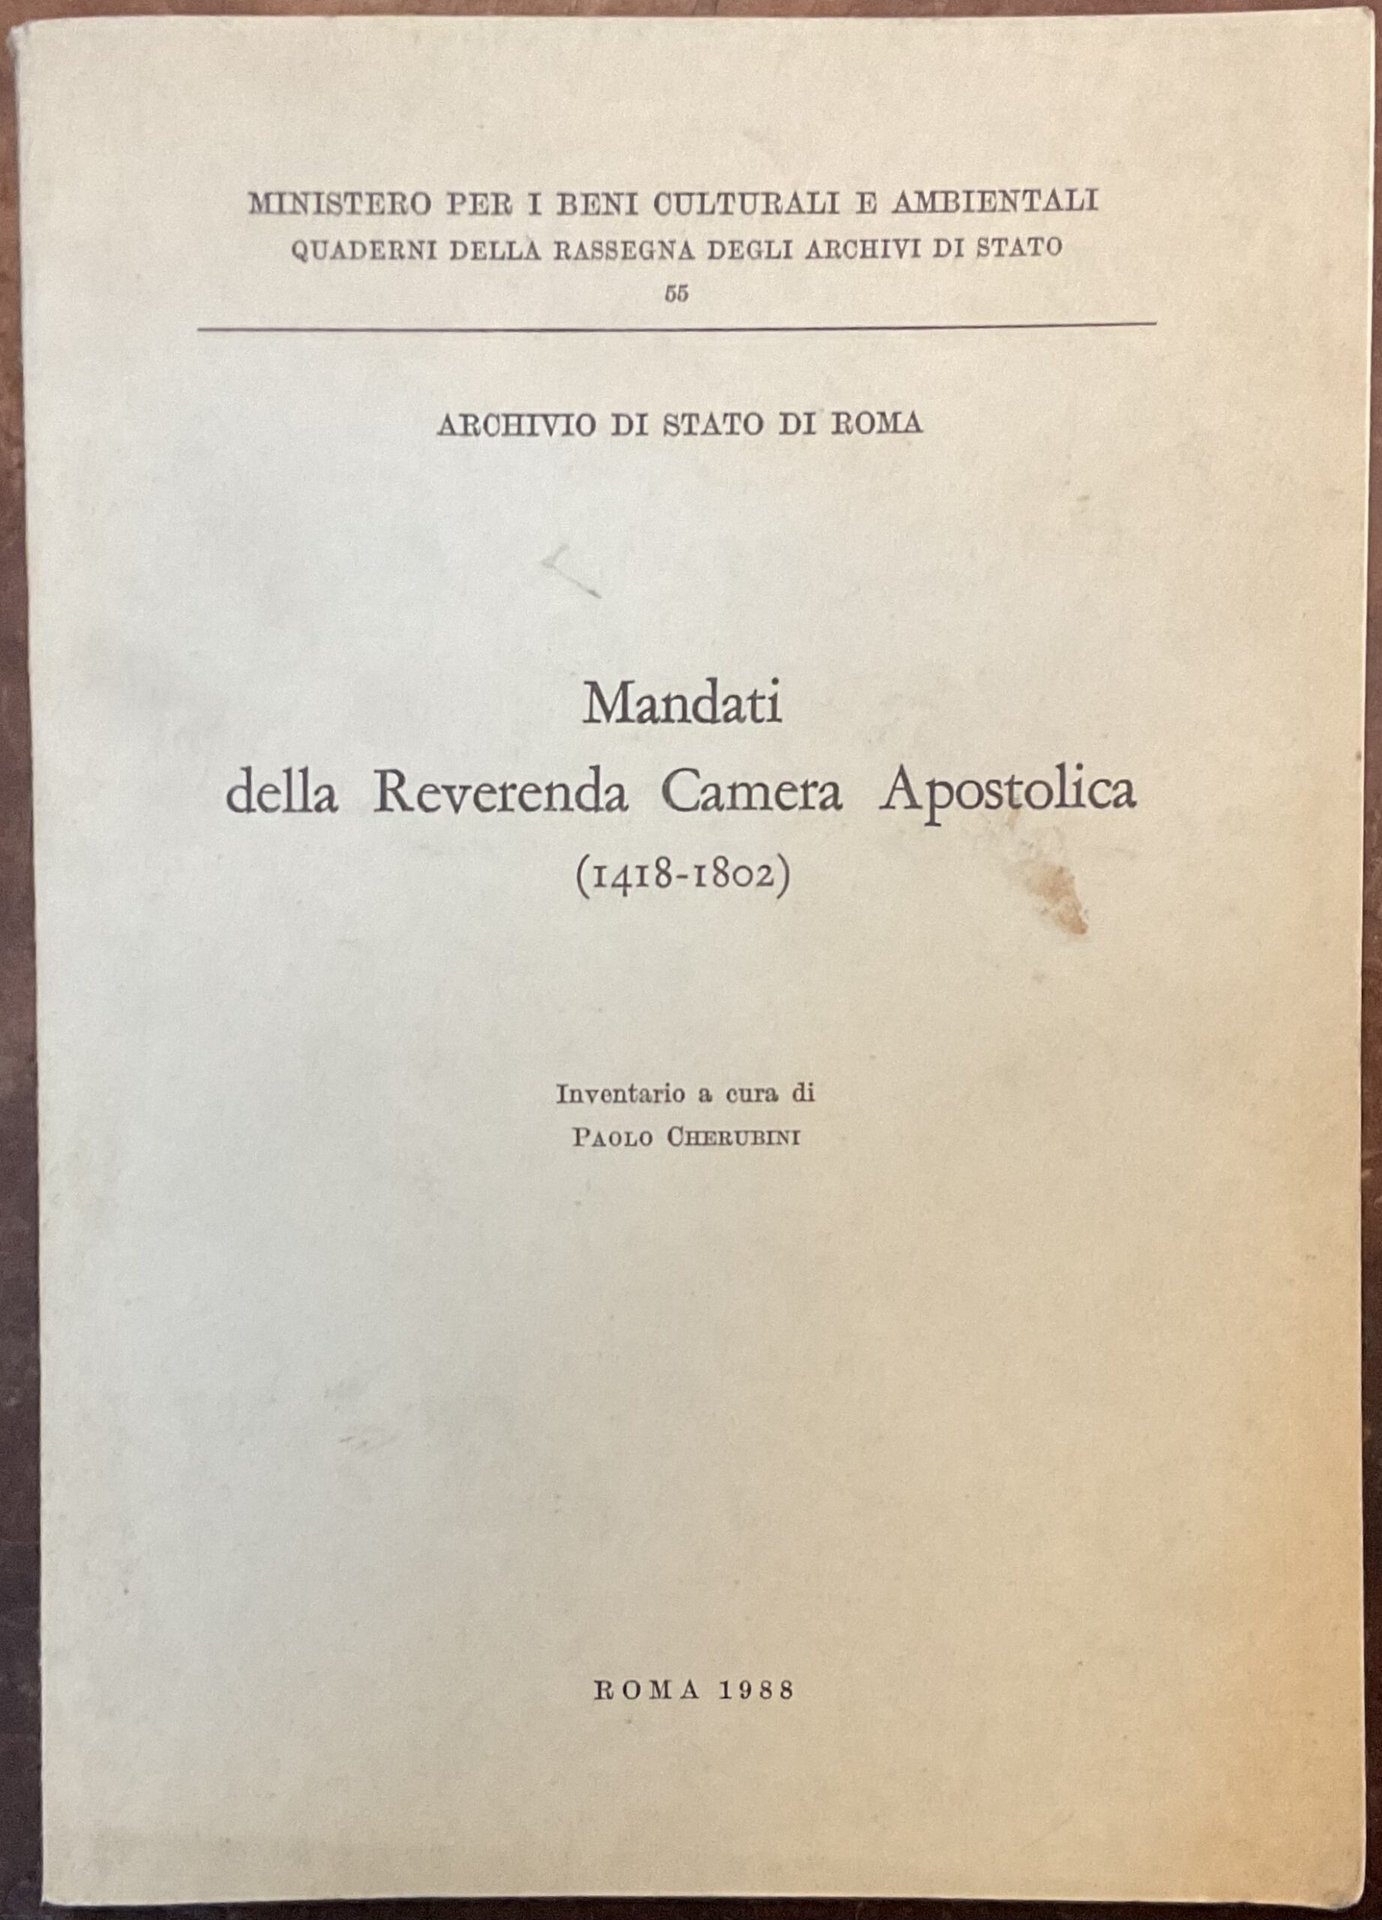 MINISTERO PER I BENI CULTURALI E AMBIENTALI
QUADERNI DELLA RASSEGNA DEGLI ARCHIVI DI STATO
55
ARCHIVIO DI STATO DI ROMA
Mandati
della Reverenda Camera Apostolica
(1418-1802)
Inventario a cura di
PAOLO CHERUBINI
ROMA 1988